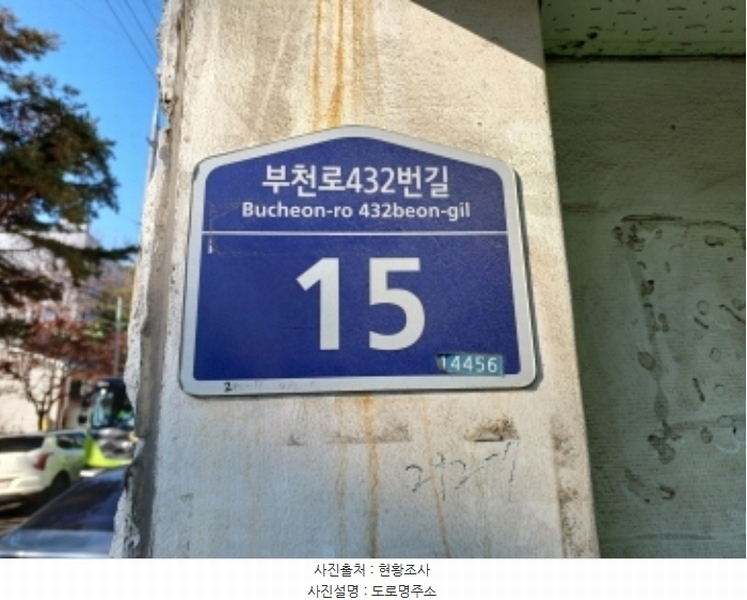 부천로432번길
Bucheon-ro 432beon-gil
15
14456
사진출처 : 현황조사
사진설명 : 도로명주소